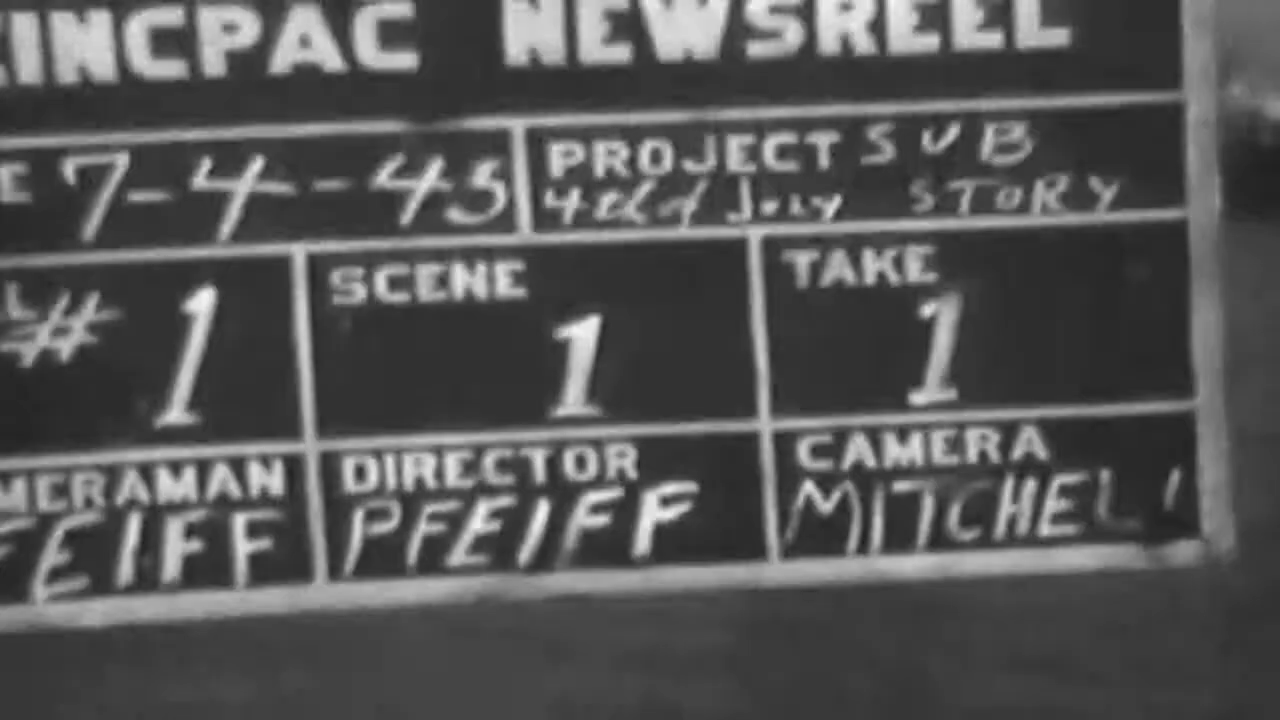 CINCPAC NEWSREEL
E 7-4-45 PROJECT SUB
4th of July STORY
L# 1 SCENE 1 TAKE 1
MERAMAN DIRECTOR CAMERA
FEIFF PFEIFF MITCHELL